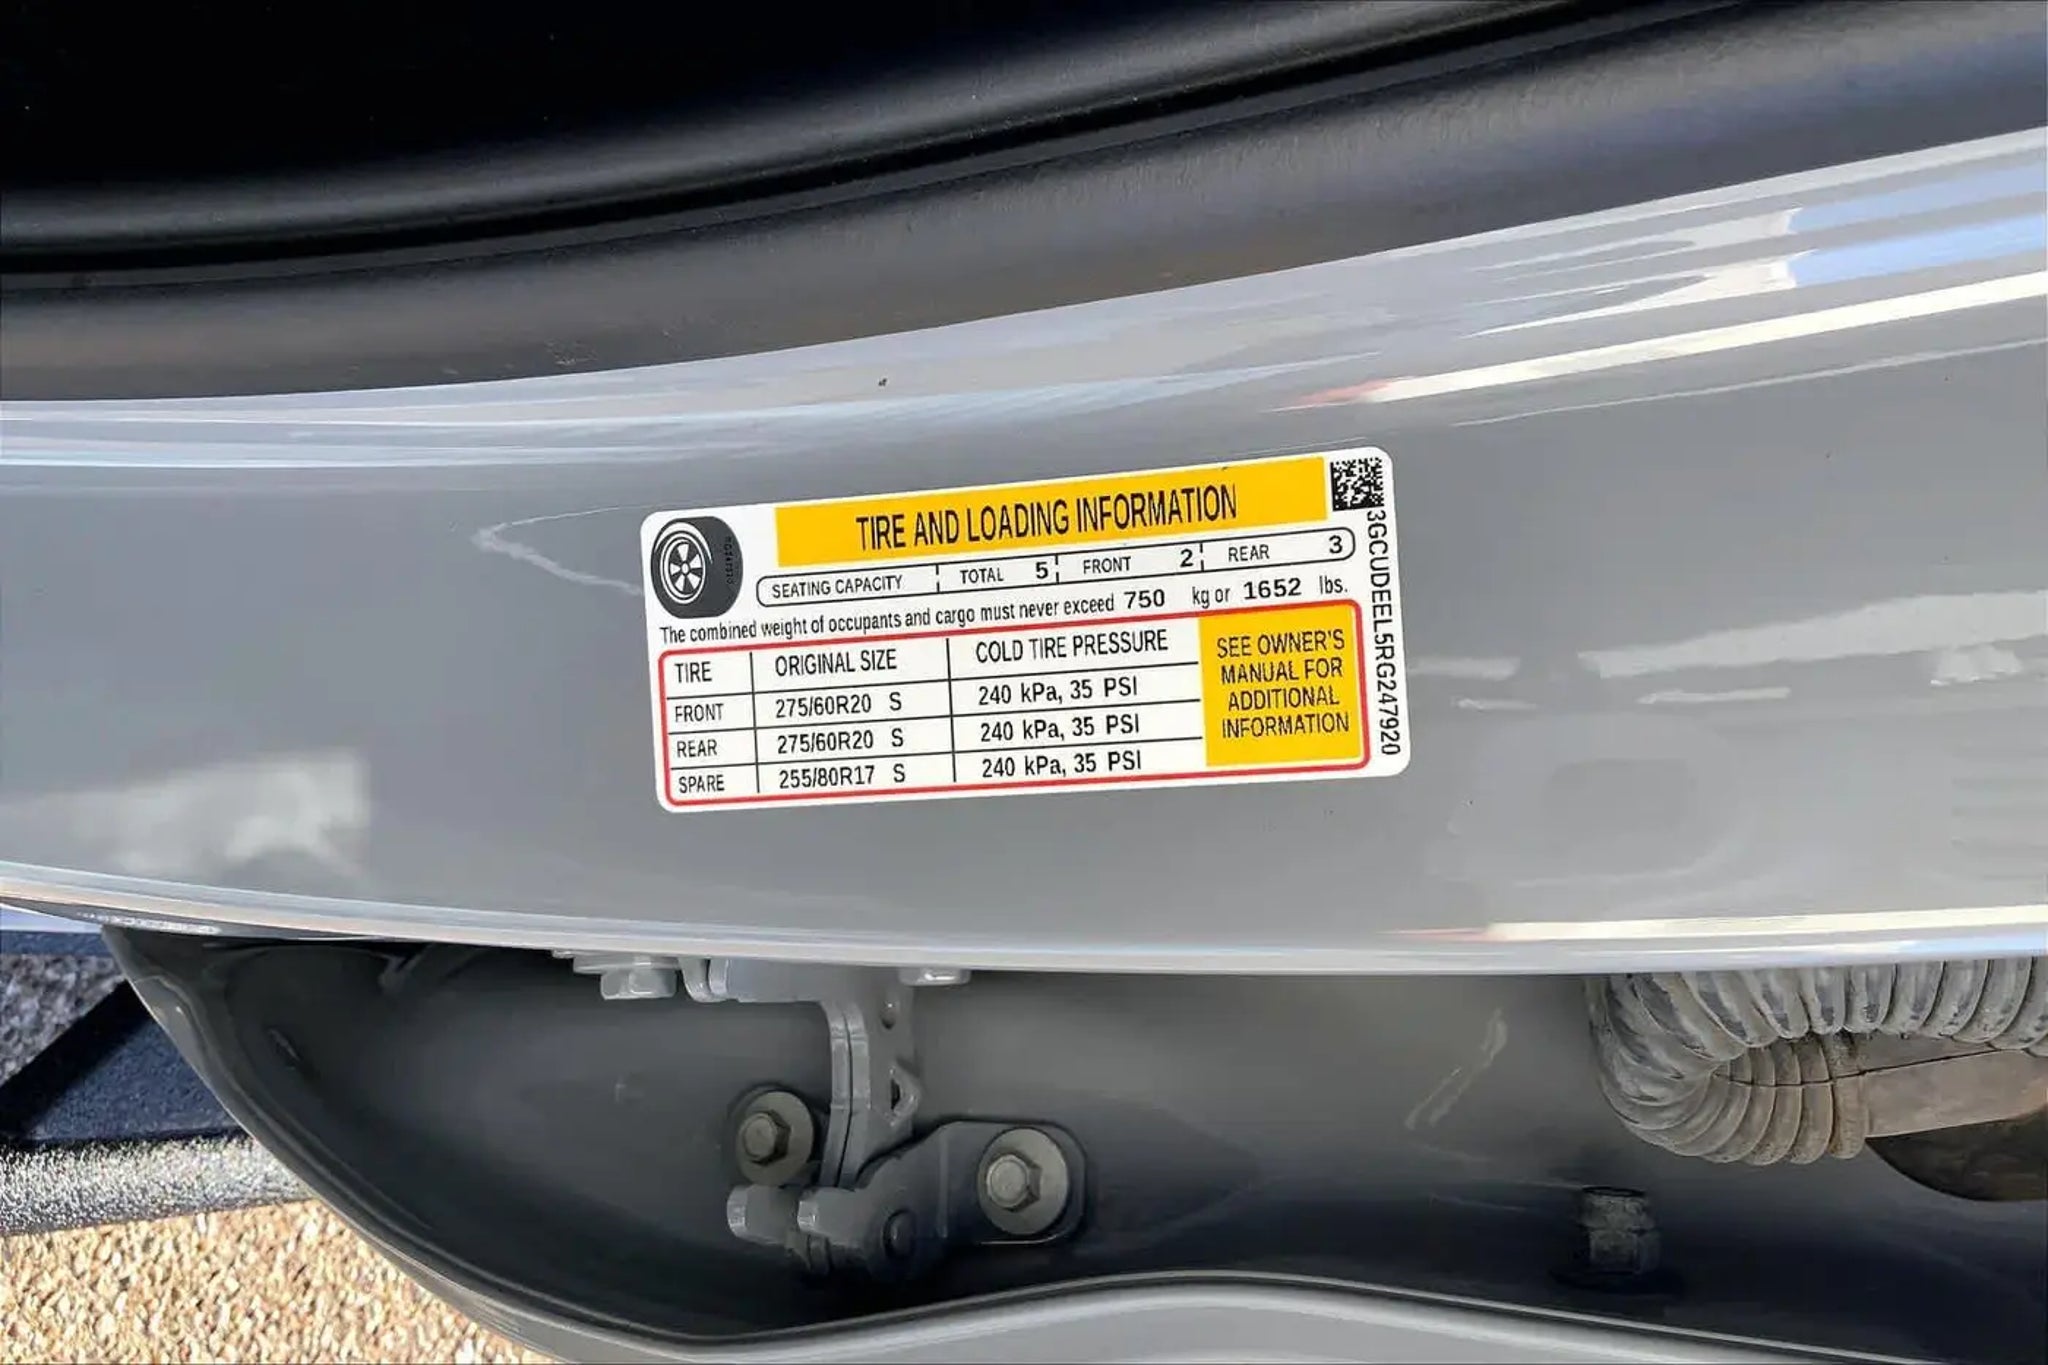 TIRE AND LOADING INFORMATION
SEATING CAPACITY TOTAL 5 FRONT 2 REAR 3
The combined weight of occupants and cargo must never exceed 750 kg or 1652 lbs.
TIRE ORIGINAL SIZE COLD TIRE PRESSURE
FRONT 275/60R20 S 240 kPa, 35 PSI
REAR 275/60R20 S 240 kPa, 35 PSI
SPARE 255/80R17 S 240 kPa, 35 PSI
SEE OWNER'S
MANUAL FOR
ADDITIONAL
INFORMATION
3GCUDEEL5RG247920